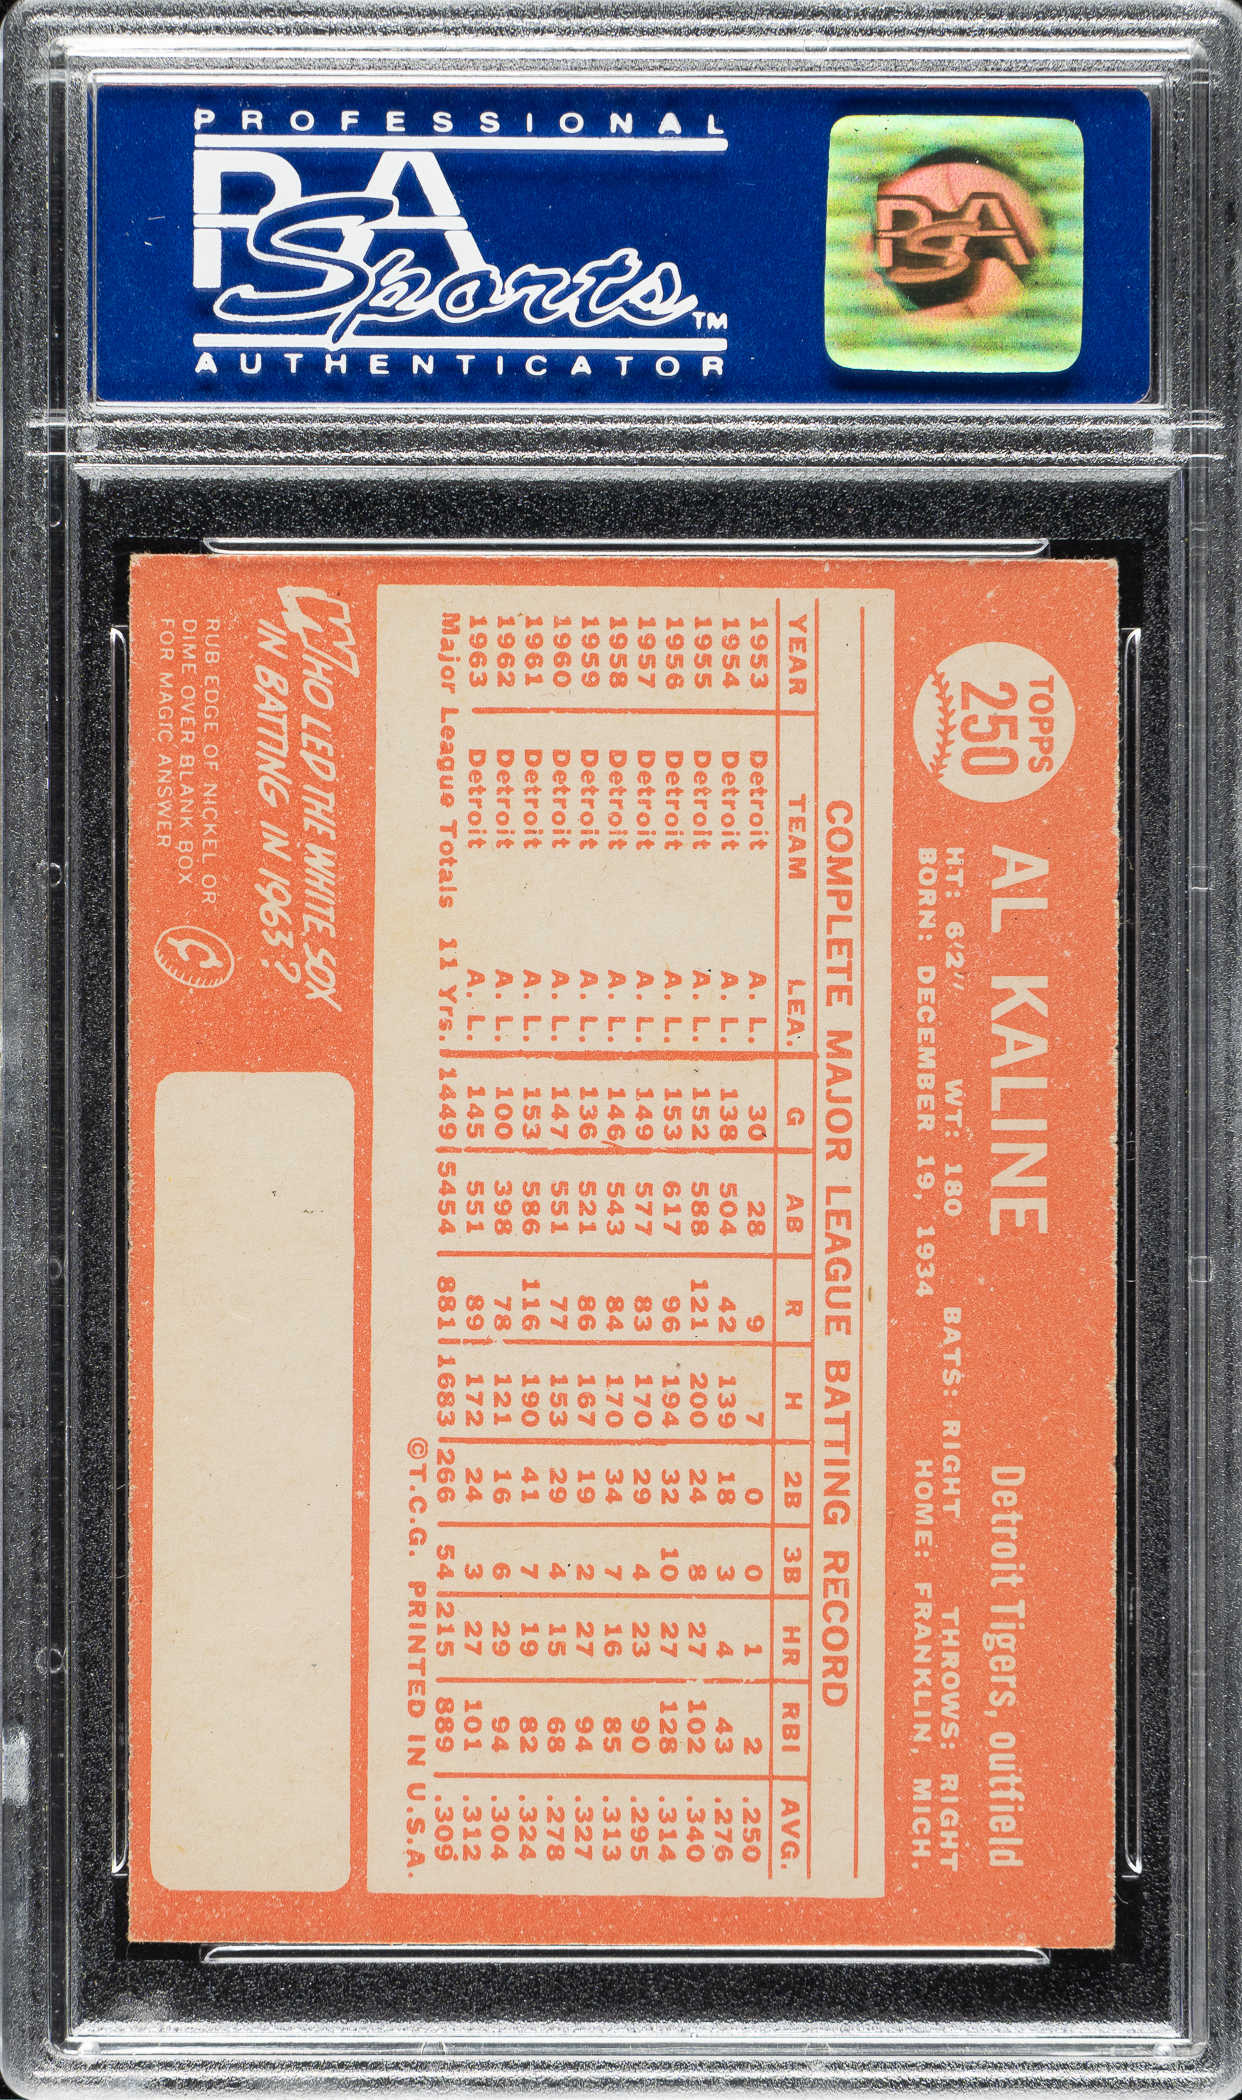 PROFESSIONAL
PSA
Sports™
AUTHENTICATOR
PSA
TOPPS
250
AL KALINE Detroit Tigers, outfield
HT: 6'2" WT: 180 BATS: RIGHT THROWS: RIGHT
BORN: DECEMBER 19, 1934 HOME: FRANKLIN, MICH.
COMPLETE MAJOR LEAGUE BATTING RECORD
YEAR TEAM LEA. G AB R H 2B 3B HR RBI AVG.
1953 Detroit A. L. 30 28 9 7 0 0 1 2 .250
1954 Detroit A. L. 138 504 42 139 18 3 4 43 .276
1955 Detroit A. L. 152 588 121 200 24 8 27 102 .340
1956 Detroit A. L. 153 617 96 194 32 10 27 128 .314
1957 Detroit A. L. 149 577 83 170 29 4 23 90 .295
1958 Detroit A. L. 146 543 84 170 34 7 16 85 .313
1959 Detroit A. L. 136 521 86 167 19 2 27 94 .327
1960 Detroit A. L. 147 551 77 153 29 4 15 68 .278
1961 Detroit A. L. 153 586 116 190 41 7 19 82 .324
1962 Detroit A. L. 100 398 78 121 16 6 29 94 .304
1963 Detroit A. L. 145 551 89 172 24 3 27 101 .312
Major League Totals 11 Yrs. 1449 5454 881 1683 266 54 215 889 .309
©T.C.G. PRINTED IN U.S.A.
WHO LED THE WHITE SOX
IN BATTING IN 1963?
RUB EDGE OF NICKEL OR
DIME OVER BLANK BOX
FOR MAGIC ANSWER
C